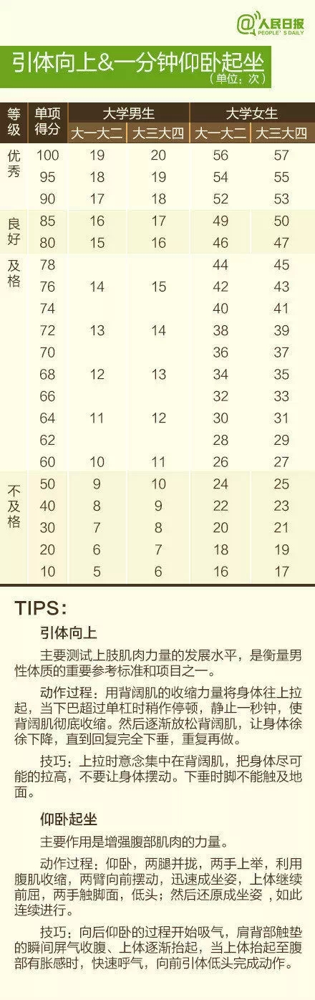 @人民日报
PEOPLE'S DAILY
引体向上&一分钟仰卧起坐
（单位：次）
等级 单项得分 大学男生 大学女生
大一大二 大三大四 大一大二 大三大四
优秀 100 19 20 56 57
95 18 19 54 55
90 17 18 52 53
良好 85 16 17 49 50
80 15 16 46 47
及格 78 44 45
76 14 15 42 43
74 40 41
72 13 14 38 39
70 36 37
68 12 13 34 35
66 32 33
64 11 12 30 31
62 28 29
60 10 11 26 27
不及格 50 9 10 24 25
40 8 9 22 23
30 7 8 20 21
20 6 7 18 19
10 5 6 16 17
TIPS：
引体向上
主要测试上肢肌肉力量的发展水平，是衡量男
性体质的重要参考标准和项目之一。
动作过程：用背阔肌的收缩力量将身体往上拉
起，当下巴超过单杠时稍作停顿，静止一秒钟，使
背阔肌彻底收缩。然后逐渐放松背阔肌，让身体徐
徐下降，直到回复完全下垂，重复再做。
技巧：上拉时意念集中在背阔肌，把身体尽可
能的拉高，不要让身体摆动。下垂时脚不能触及地
面。
仰卧起坐
主要作用是增强腹部肌肉的力量。
动作过程：仰卧，两腿并拢，两手上举，利用
腹肌收缩，两臂向前摆动，迅速成坐姿，上体继续
前屈，两手触脚面，低头；然后还原成坐姿，如此
连续进行。
技巧：向后仰卧的过程开始吸气，肩背部触垫
的瞬间屏气收腹、上体逐渐抬起，当上体抬起至腹
部有胀感时，快速呼气，向前引体低头完成动作。